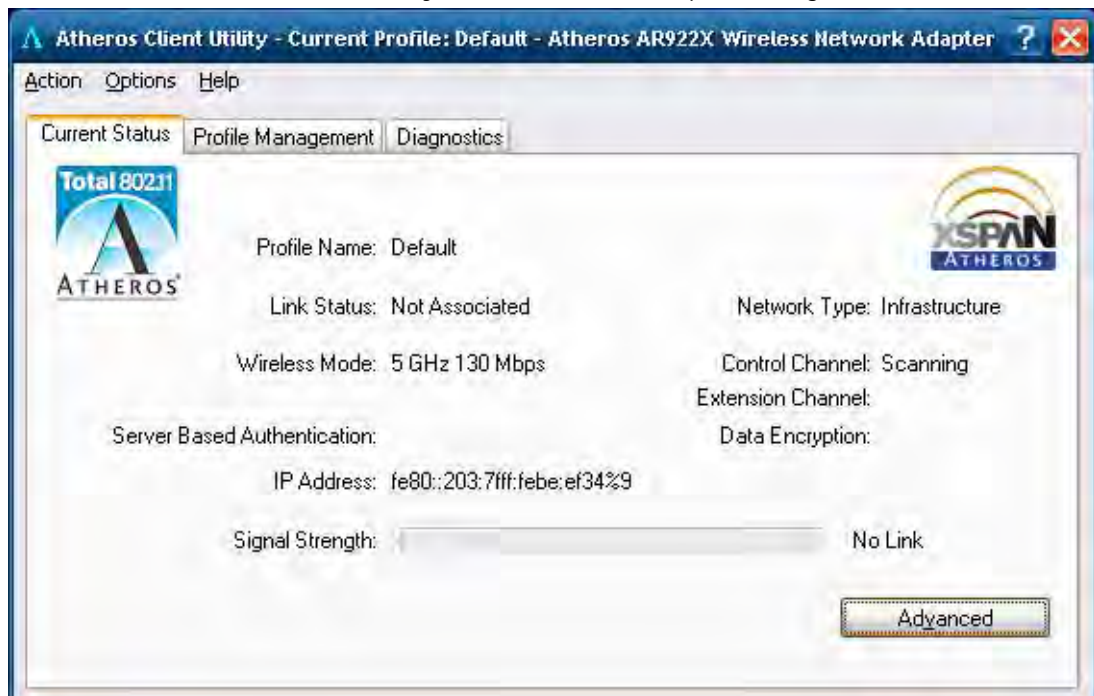 Atheros Client Utility - Current Profile: Default - Atheros AR922X Wireless Network Adapter ?
Action Options Help
Current Status Profile Management Diagnostics
Total 802.11
ATHEROS
XSPAN
ATHEROS
Profile Name: Default
Link Status: Not Associated Network Type: Infrastructure
Wireless Mode: 5 GHz 130 Mbps Control Channel: Scanning
Extension Channel:
Server Based Authentication: Data Encryption:
IP Address: fe80::203:7fff:febe:ef34%9
Signal Strength: No Link
Advanced